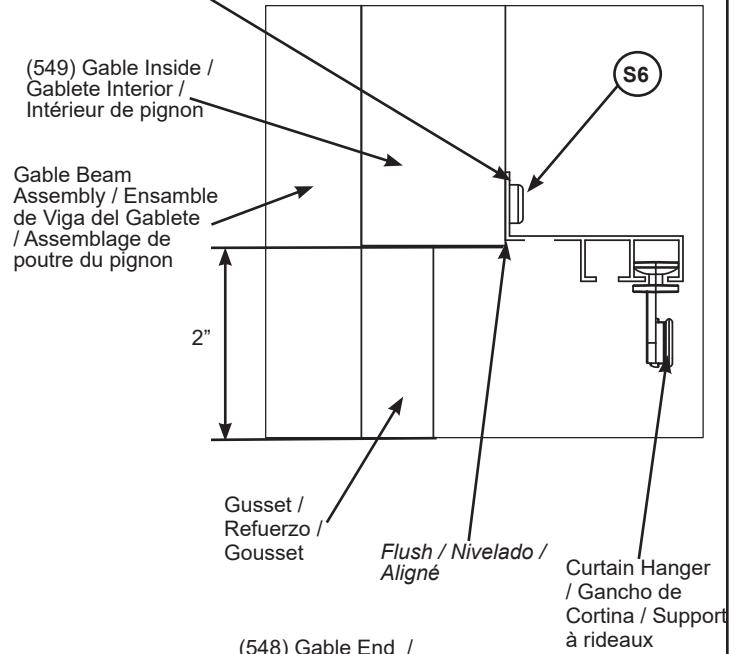 (549) Gable Inside /
Gablete Interior /
Intérieur de pignon
S6
Gable Beam
Assembly / Ensamble
de Viga del Gablete
/ Assemblage de
poutre du pignon
2”
Gusset /
Refuerzo /
Gousset
Flush / Nivelado /
Aligné
Curtain Hanger
/ Gancho de
Cortina / Support
à rideaux
(548) Gable End /